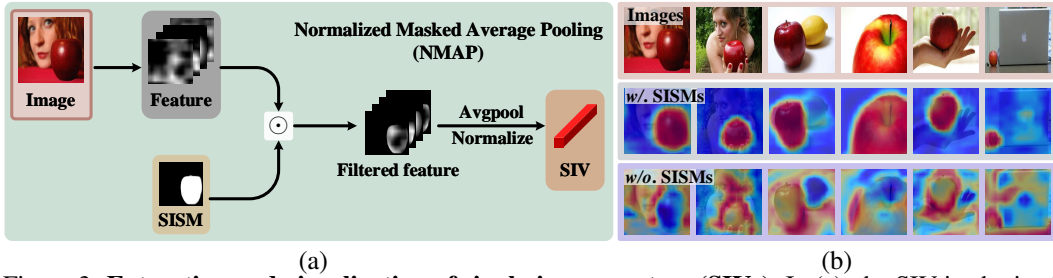 Normalized Masked Average Pooling
(NMAP)
Image
Feature
SISM
Filtered feature
Avgpool
Normalize
SIV
Images
w/. SISMs
w/o. SISMs
(a)
(b)